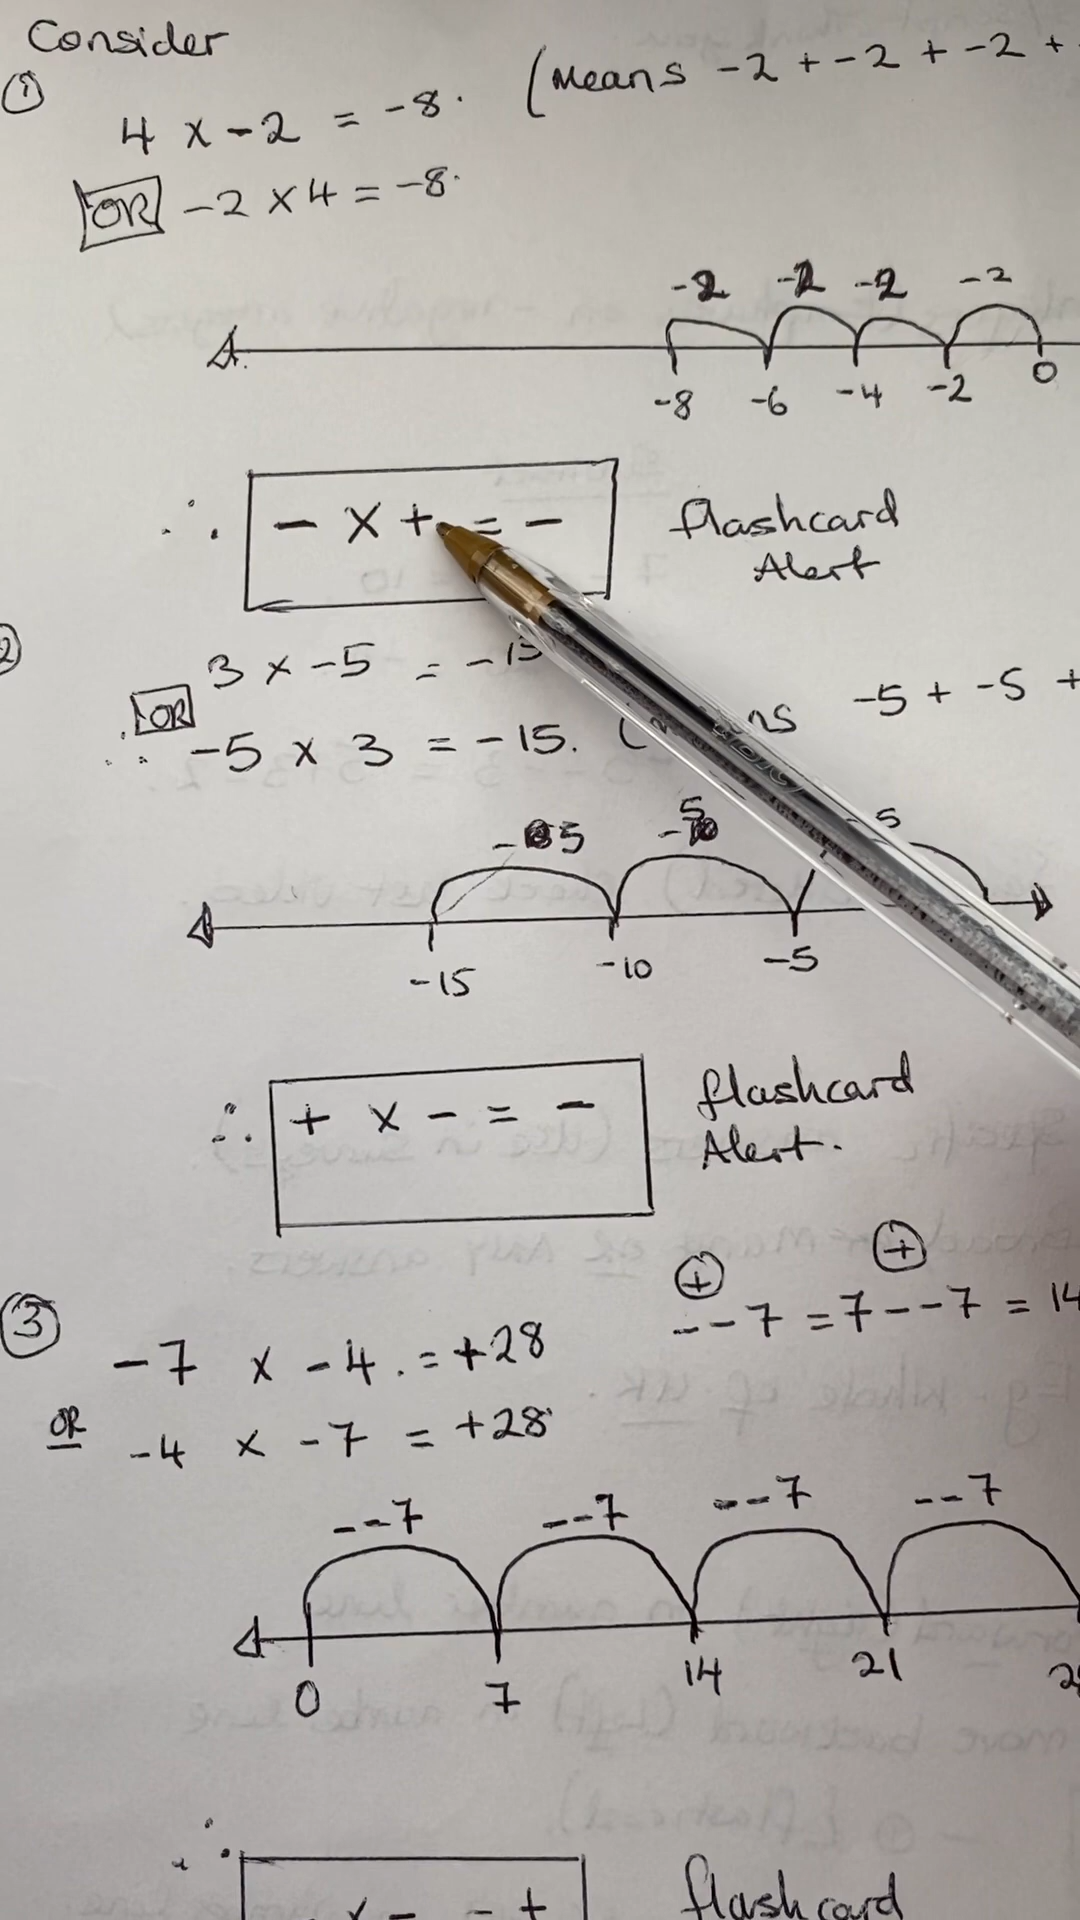 Consider
① 4 x -2 = -8. (Means -2 + -2 + -2 +
OR -2 x 4 = -8.
-2 -2 -2 -2
-8 -6 -4 -2 0
∴ - x + = - flashcard
Alert
② 3 x -5 = -15
OR
∴ -5 x 3 = -15. ( -5 + -5 +
-5 -5 5
-15 -10 -5
∴ + x - = - flashcard
Alert.
+ +
--7 = 7--7 = 14
③ -7 x -4 . = +28
OR -4 x -7 = +28
--7 --7 --7 --7
0 7 14 21
∴ x - = + flashcard